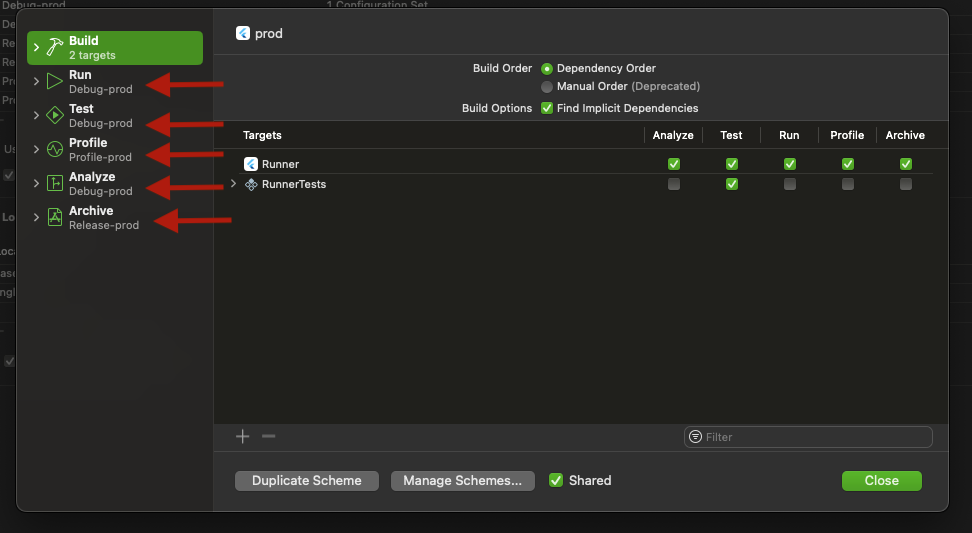 Debug-prod
1 Configuration Set
prod
Build
2 targets
Run
Debug-prod
Test
Debug-prod
Profile
Profile-prod
Analyze
Debug-prod
Archive
Release-prod
Build Order
Dependency Order
Manual Order (Deprecated)
Build Options
Find Implicit Dependencies
Targets
Analyze
Test
Run
Profile
Archive
Runner
RunnerTests
Filter
Duplicate Scheme
Manage Schemes...
Shared
Close